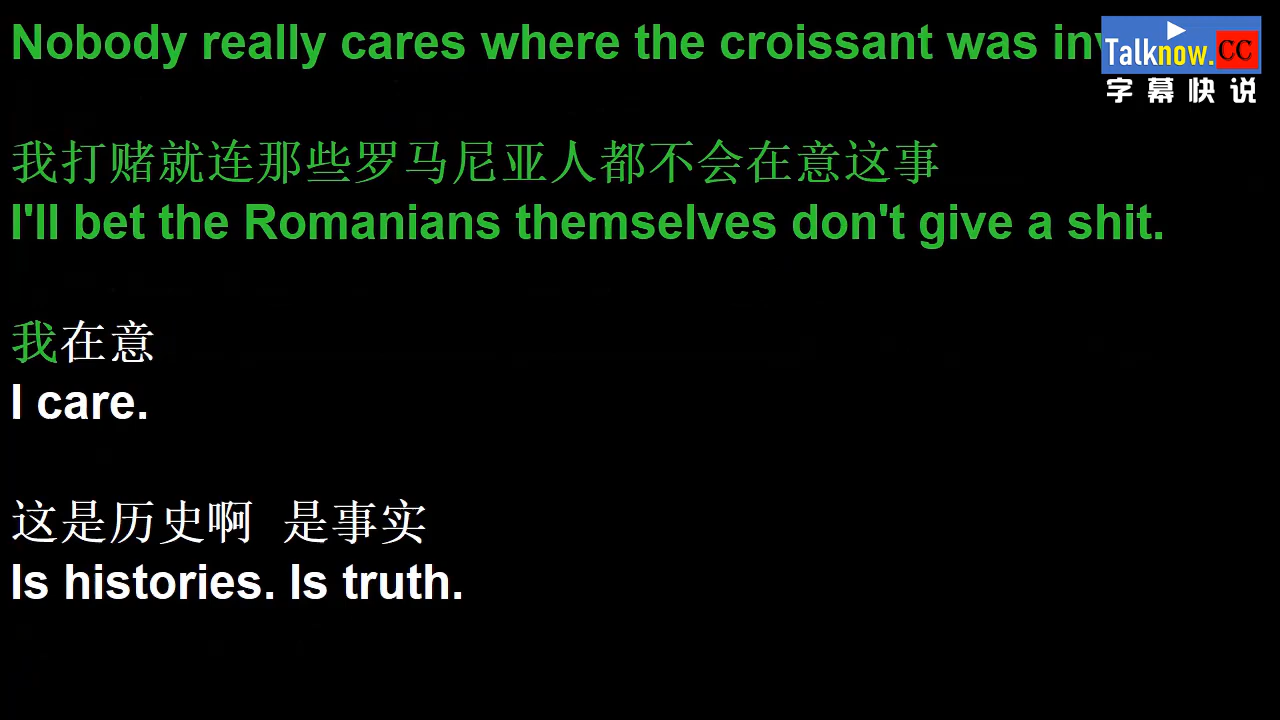 Nobody really cares where the croissant was
Talknow.CC
字幕快说
我打赌就连那些罗马尼亚人都不会在意这事
I'll bet the Romanians themselves don't give a shit.
我在意
I care.
这是历史啊 是事实
Is histories. Is truth.